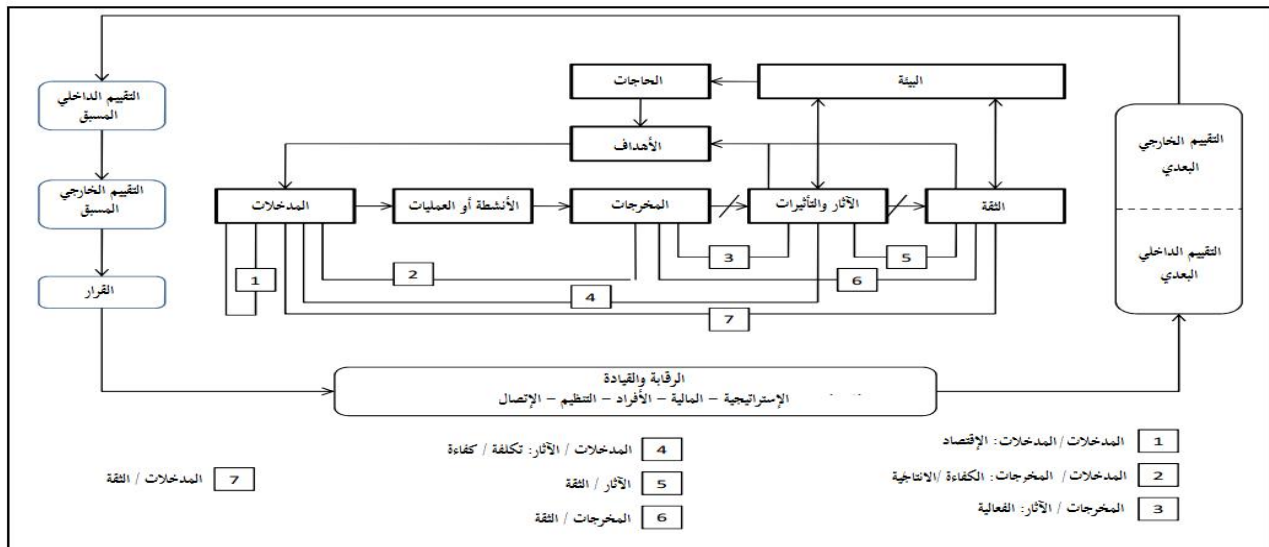 الحاجات
البيئة
التقييم الداخلي
المسبق
الأهداف
التقييم الخارجي
البعدي
التقييم الخارجي
المسبق
المدخلات
الأنشطة أو العمليات
المخرجات
الآثار والتأثيرات
الثقة
التقييم الداخلي
البعدي
القرار
1
2
3
5
4
6
7
الرقابة والقيادة
الإستراتيجية – المالية – الأفراد – التنظيم – الإتصال
1 المدخلات/المدخلات: الإقتصاد
2 المدخلات/ المخرجات: الكفاءة /الانتاجية
3 المخرجات / الآثار: الفعالية
4 المدخلات / الآثار: تكلفة / كفاءة
5 الآثار / الثقة
6 المخرجات / الثقة
7 المدخلات / الثقة